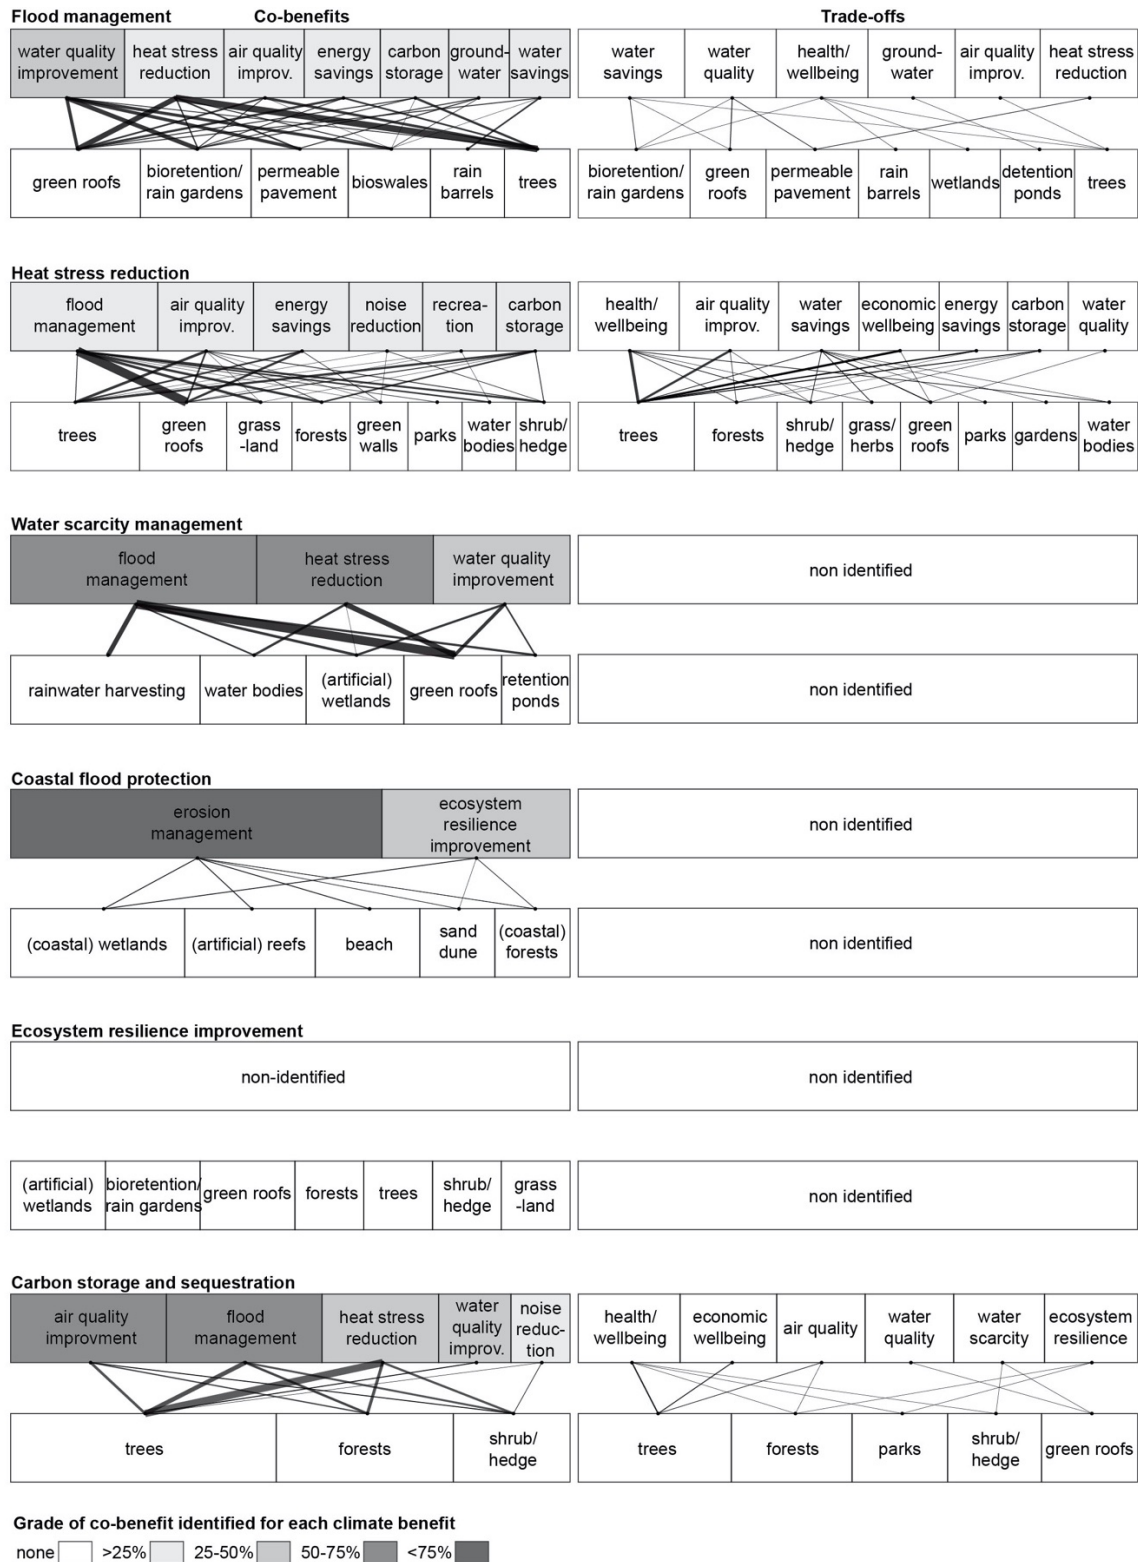 Flood management
Co-benefits
Trade-offs
water quality
improvement
heat stress
reduction
air quality
improv.
energy
savings
carbon
storage
ground-
water
water
savings
water
savings
water
quality
health/
wellbeing
ground-
water
air quality
improv.
heat stress
reduction
green roofs
bioretention/
rain gardens
permeable
pavement
bioswales
rain
barrels
trees
bioretention/
rain gardens
green
roofs
permeable
pavement
rain
barrels
wetlands
detention
ponds
trees
Heat stress reduction
flood
management
air quality
improv.
energy
savings
noise
reduction
recrea-
tion
carbon
storage
health/
wellbeing
air quality
improv.
water
savings
economic
wellbeing
energy
savings
carbon
storage
water
quality
trees
green
roofs
grass
-land
forests
green
walls
parks
water
bodies
shrub/
hedge
trees
forests
shrub/
hedge
grass/
herbs
green
roofs
parks
gardens
water
bodies
Water scarcity management
flood
management
heat stress
reduction
water quality
improvement
non identified
rainwater harvesting
water bodies
(artificial)
wetlands
green roofs
retention
ponds
non identified
Coastal flood protection
erosion
management
ecosystem
resilience
improvement
non identified
(coastal) wetlands
(artificial) reefs
beach
sand
dune
(coastal)
forests
non identified
Ecosystem resilience improvement
non-identified
non identified
(artificial)
wetlands
bioretention/
rain gardens
green roofs
forests
trees
shrub/
hedge
grass
-land
non identified
Carbon storage and sequestration
air quality
improvment
flood
management
heat stress
reduction
water
quality
improv.
noise
reduc-
tion
health/
wellbeing
economic
wellbeing
air quality
water
quality
water
scarcity
ecosystem
resilience
trees
forests
shrub/
hedge
trees
forests
parks
shrub/
hedge
green roofs
Grade of co-benefit identified for each climate benefit
none >25% 25-50% 50-75% <75%